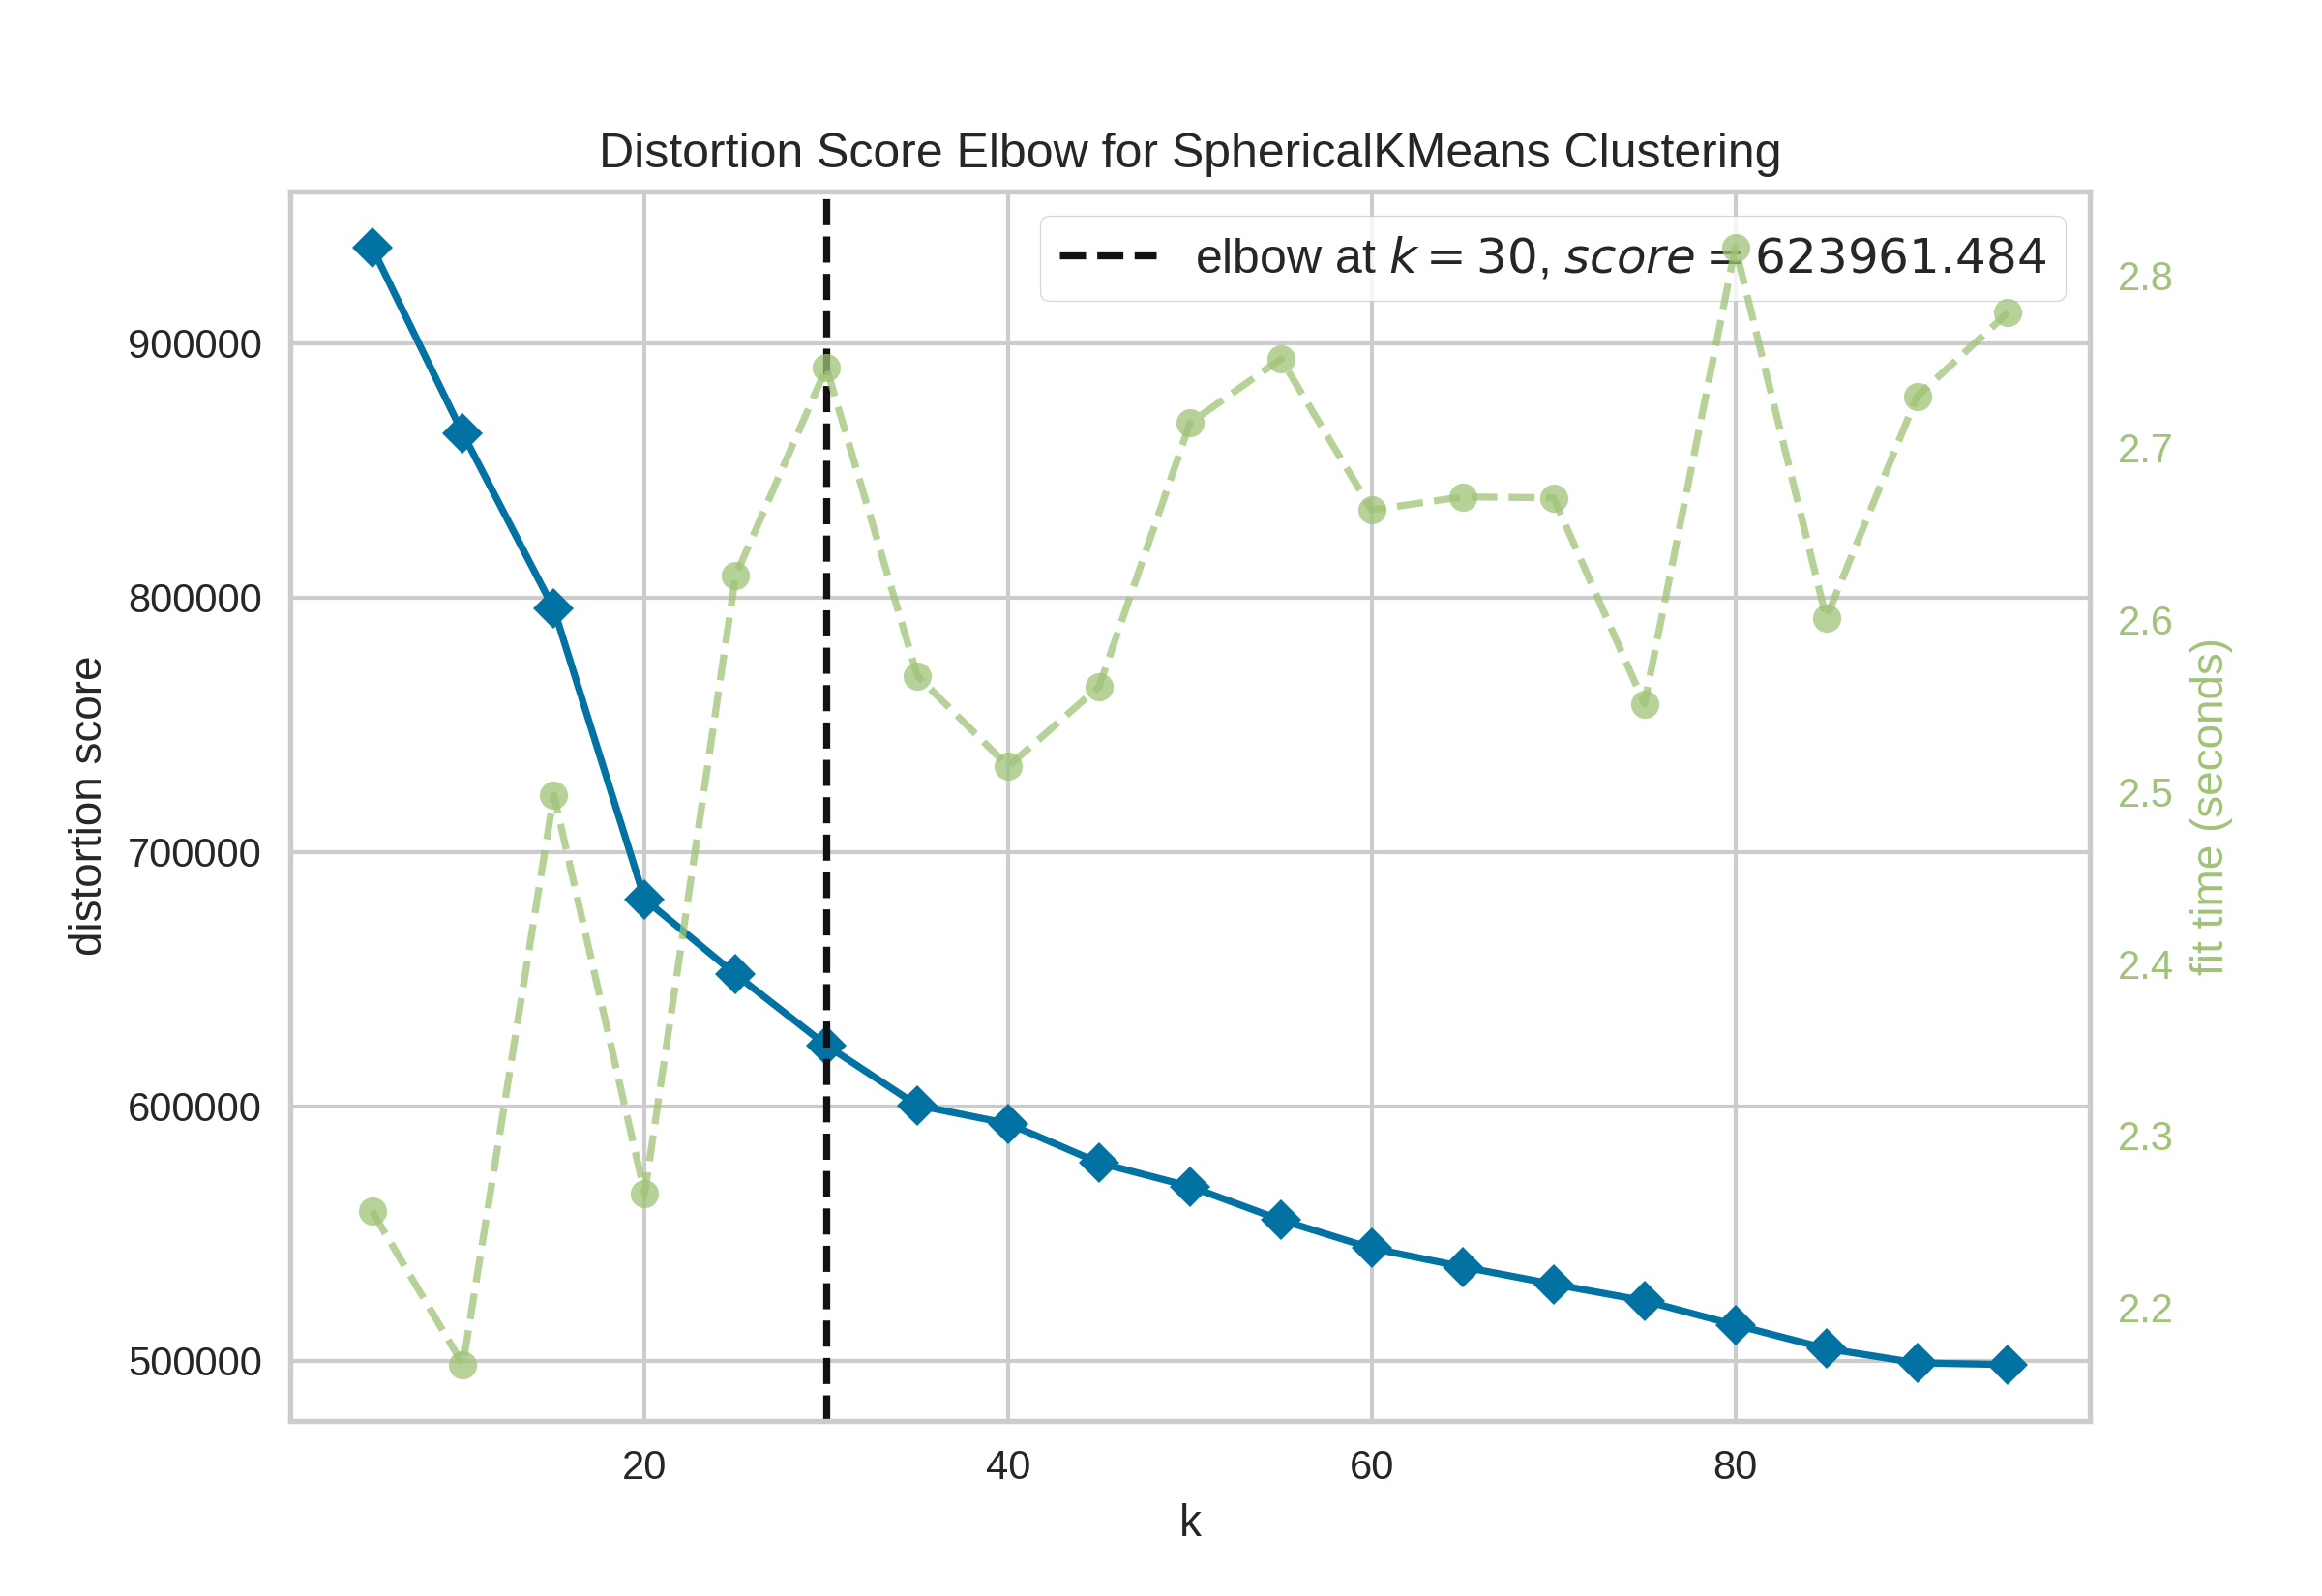 Distortion Score Elbow for SphericalKMeans Clustering
elbow at k = 30, score = 623961.484
distortion score
900000
800000
700000
600000
500000
2.8
2.7
2.6
2.5
2.4
2.3
2.2
fit time (seconds)
20 40 60 80
k